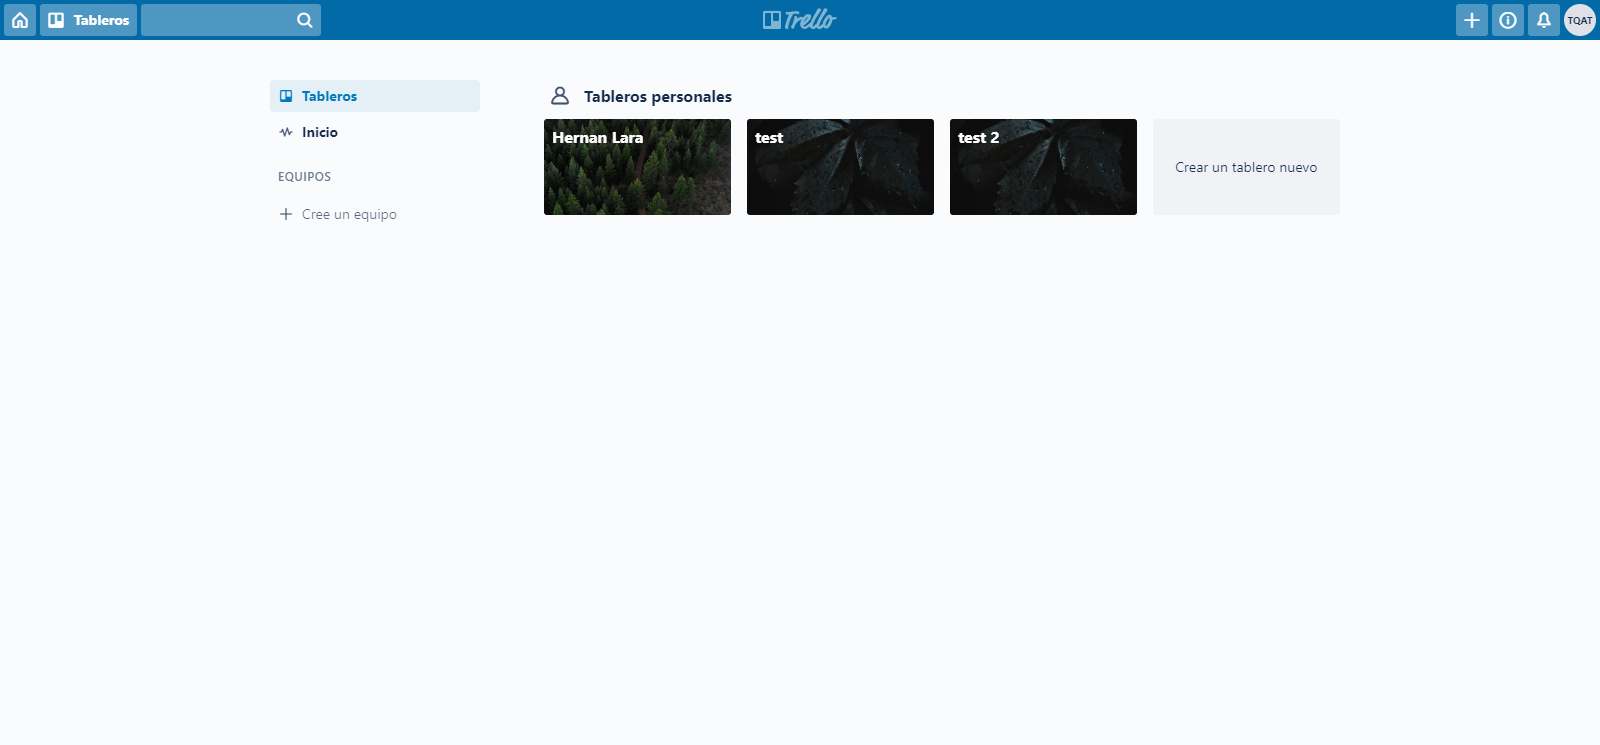 Tableros
Trello
TQAT
Tableros
Inicio
EQUIPOS
Cree un equipo
Tableros personales
Hernan Lara
test
test 2
Crear un tablero nuevo